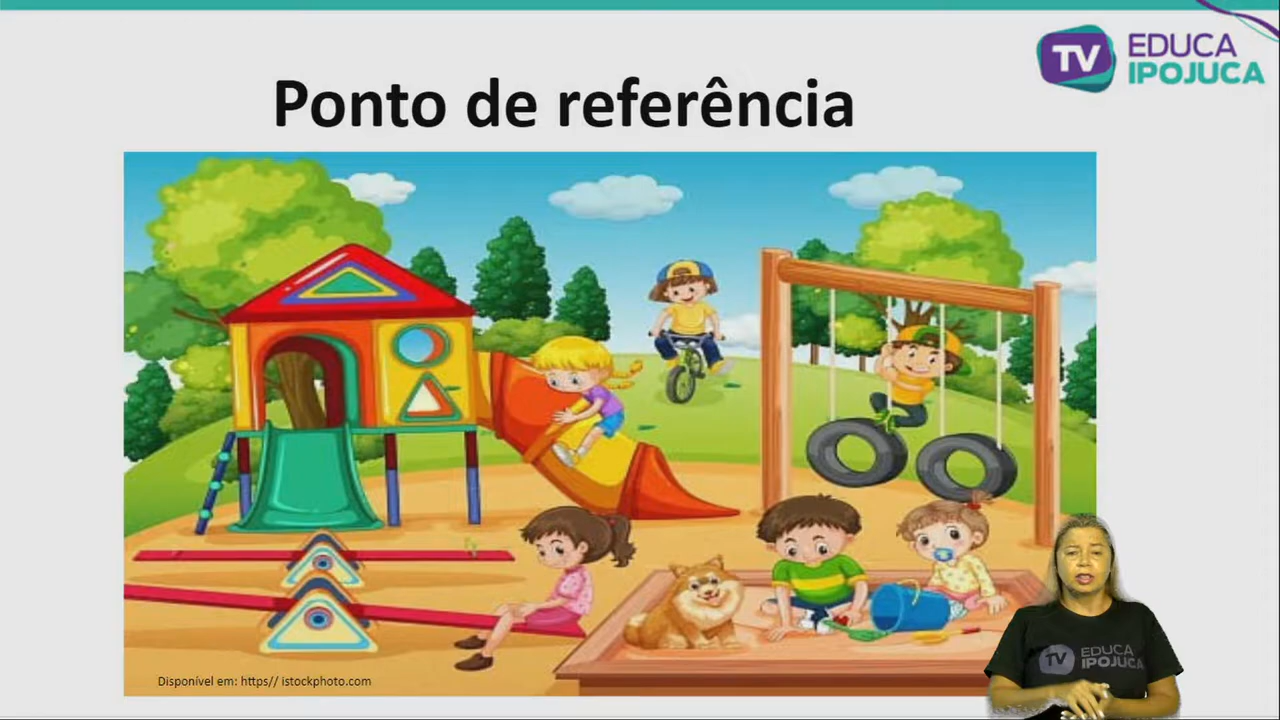 TV EDUCA
IPOJUCA
Ponto de referência
Disponível em: https// istockphoto.com
TV EDUCA
IPOJUCA